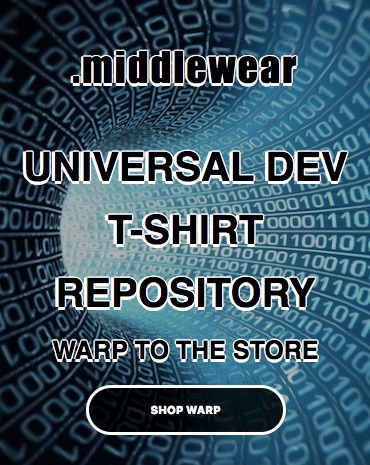 .middlewear
UNIVERSAL DEV
T-SHIRT
REPOSITORY
WARP TO THE STORE
SHOP WARP